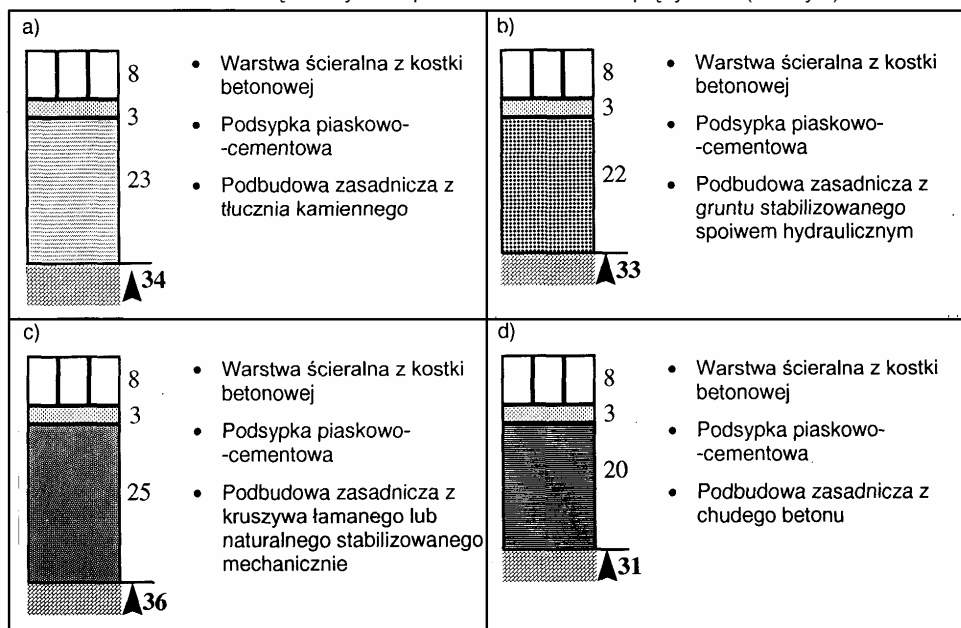 a)
8
3
23
34
• Warstwa ścieralna z kostki
betonowej
• Podsypka piaskowo-
-cementowa
• Podbudowa zasadnicza z
tłucznia kamiennego
b)
8
3
22
33
• Warstwa ścieralna z kostki
betonowej
• Podsypka piaskowo-
-cementowa
• Podbudowa zasadnicza z
gruntu stabilizowanego
spoiwem hydraulicznym
c)
8
3
25
36
• Warstwa ścieralna z kostki
betonowej
• Podsypka piaskowo-
-cementowa
• Podbudowa zasadnicza z
kruszywa łamanego lub
naturalnego stabilizowanego
mechanicznie
d)
8
3
20
31
• Warstwa ścieralna z kostki
betonowej
• Podsypka piaskowo-
-cementowa
• Podbudowa zasadnicza z
chudego betonu